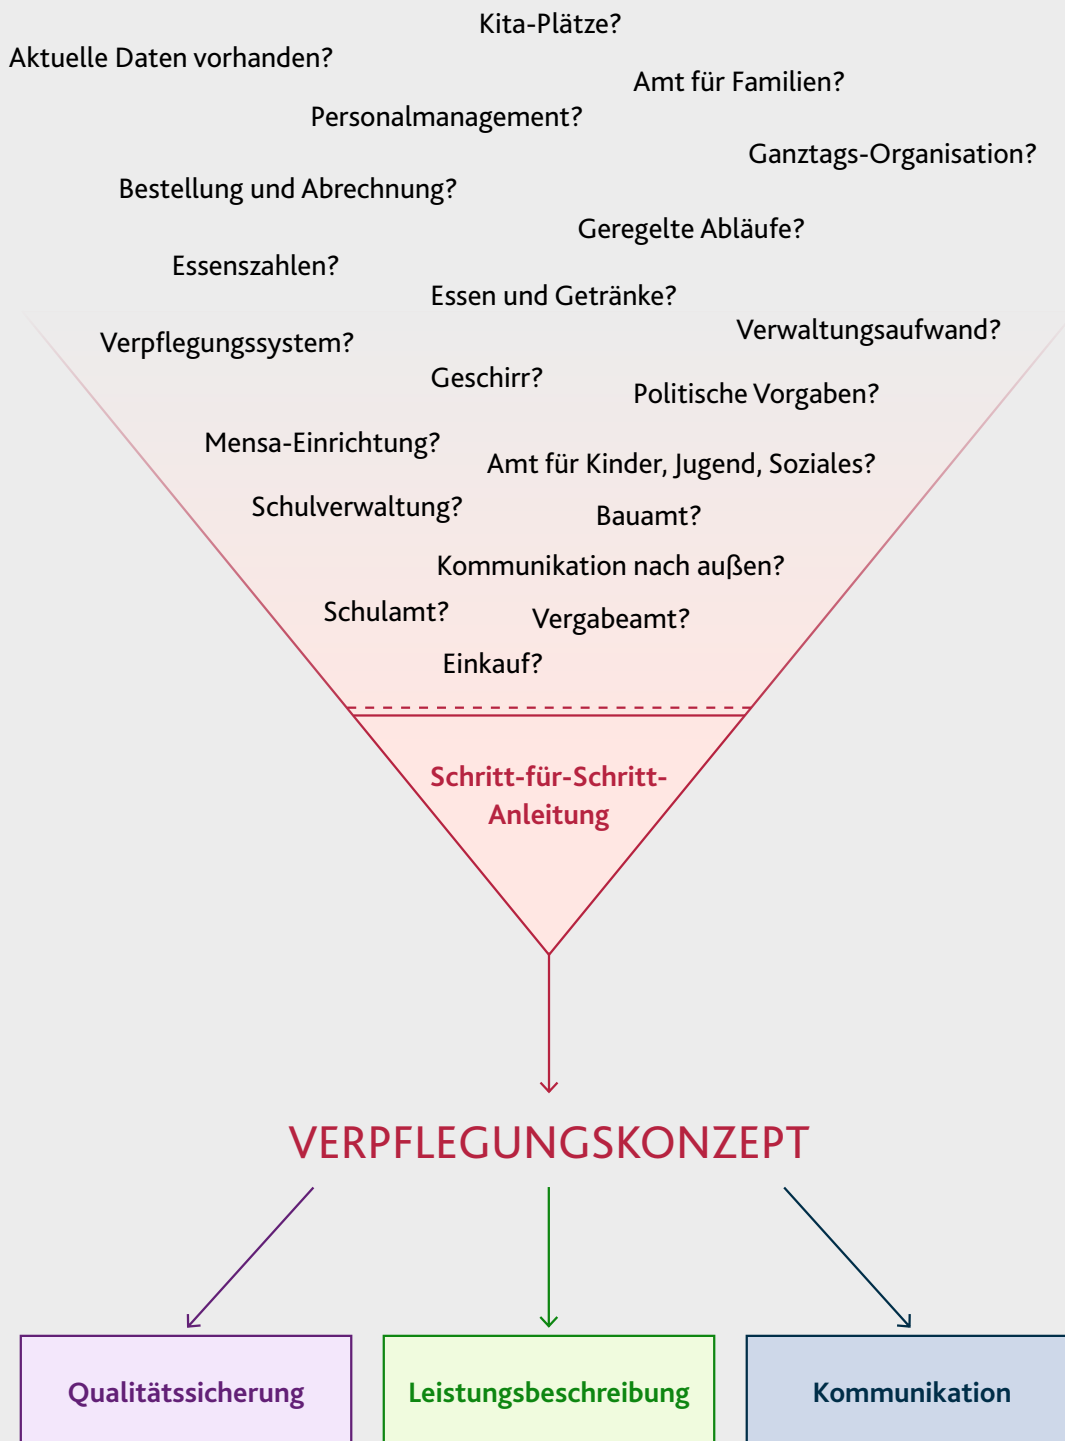 Kita-Plätze?
Aktuelle Daten vorhanden?
Amt für Familien?
Personalmanagement?
Ganztags-Organisation?
Bestellung und Abrechnung?
Geregelte Abläufe?
Essenszahlen?
Essen und Getränke?
Verwaltungsaufwand?
Verpflegungssystem?
Geschirr?
Politische Vorgaben?
Mensa-Einrichtung?
Amt für Kinder, Jugend, Soziales?
Schulverwaltung?
Bauamt?
Kommunikation nach außen?
Schulamt?
Vergabeamt?
Einkauf?
Schritt-für-Schritt-
Anleitung
VERPFLEGUNGSKONZEPT
Qualitätssicherung
Leistungsbeschreibung
Kommunikation